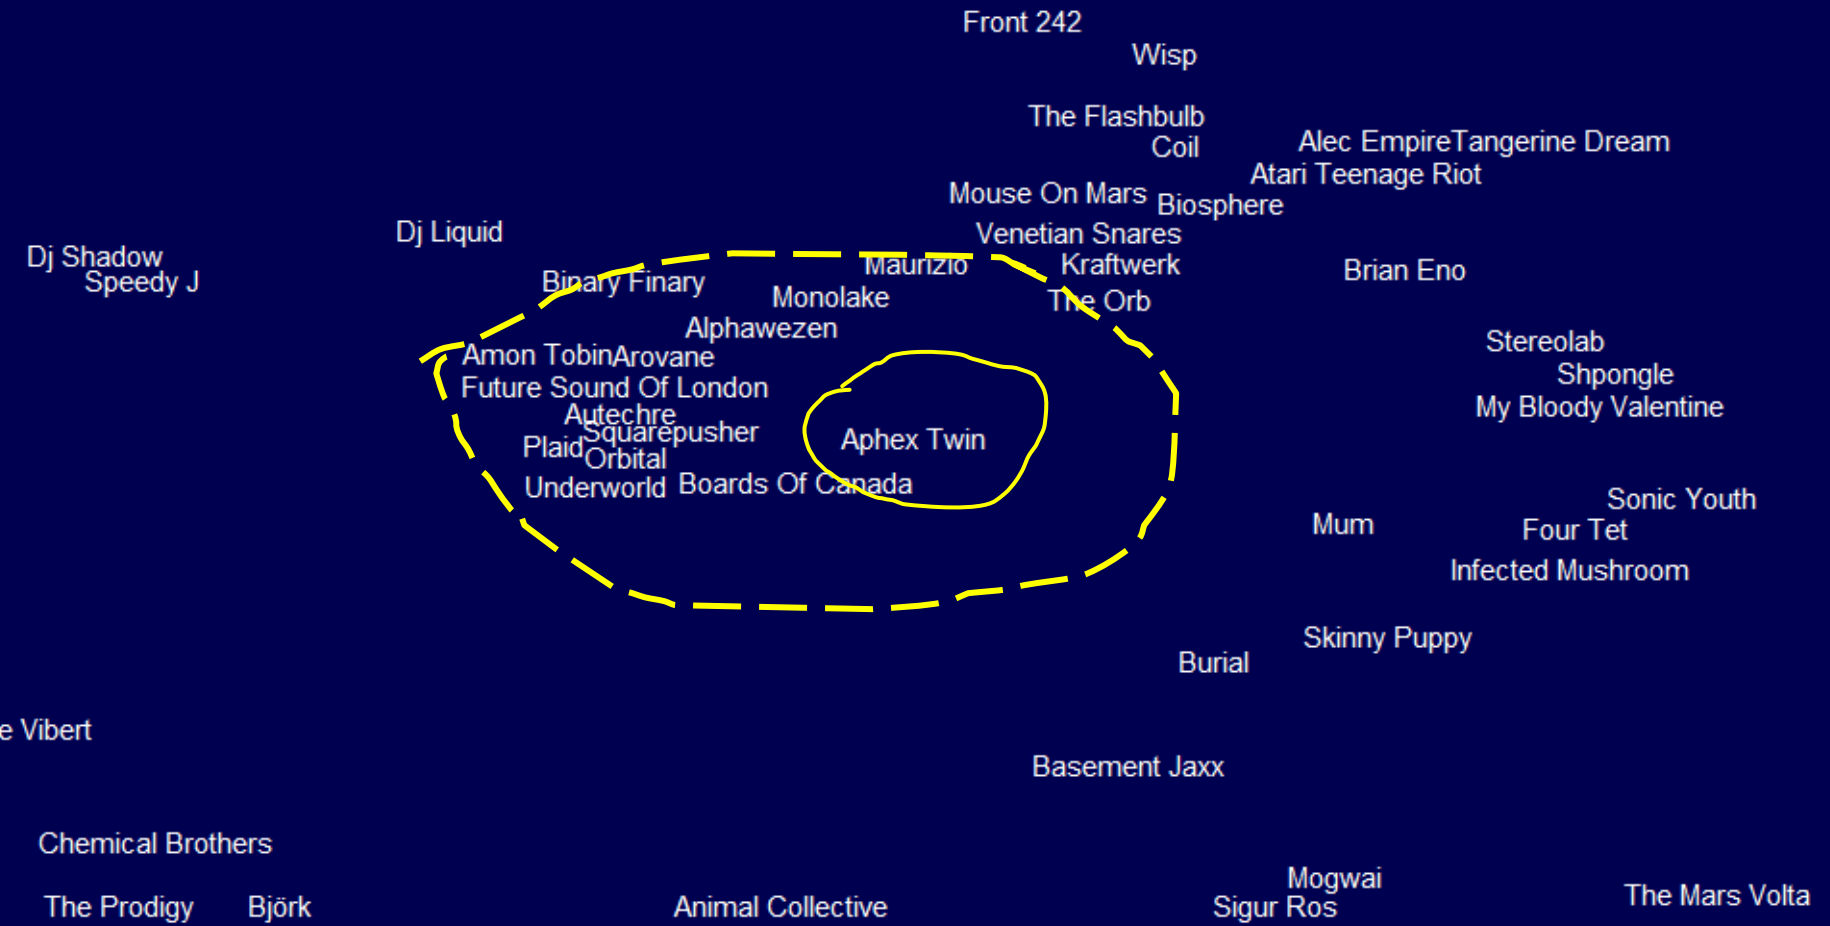 Front 242
Wisp
The Flashbulb
Coil
Alec Empire
Tangerine Dream
Atari Teenage Riot
Mouse On Mars
Biosphere
Dj Liquid
Venetian Snares
Dj Shadow
Speedy J
Maurizio
Kraftwerk
Brian Eno
Binary Finary
Monolake
The Orb
Alphawezen
Stereolab
Amon Tobin
Arovane
Shpongle
Future Sound Of London
My Bloody Valentine
Autechre
Squarepusher
Aphex Twin
Plaid
Orbital
Underworld
Boards Of Canada
Sonic Youth
Mum
Four Tet
Infected Mushroom
Skinny Puppy
Burial
e Vibert
Basement Jaxx
Chemical Brothers
Mogwai
The Mars Volta
The Prodigy
Björk
Animal Collective
Sigur Ros